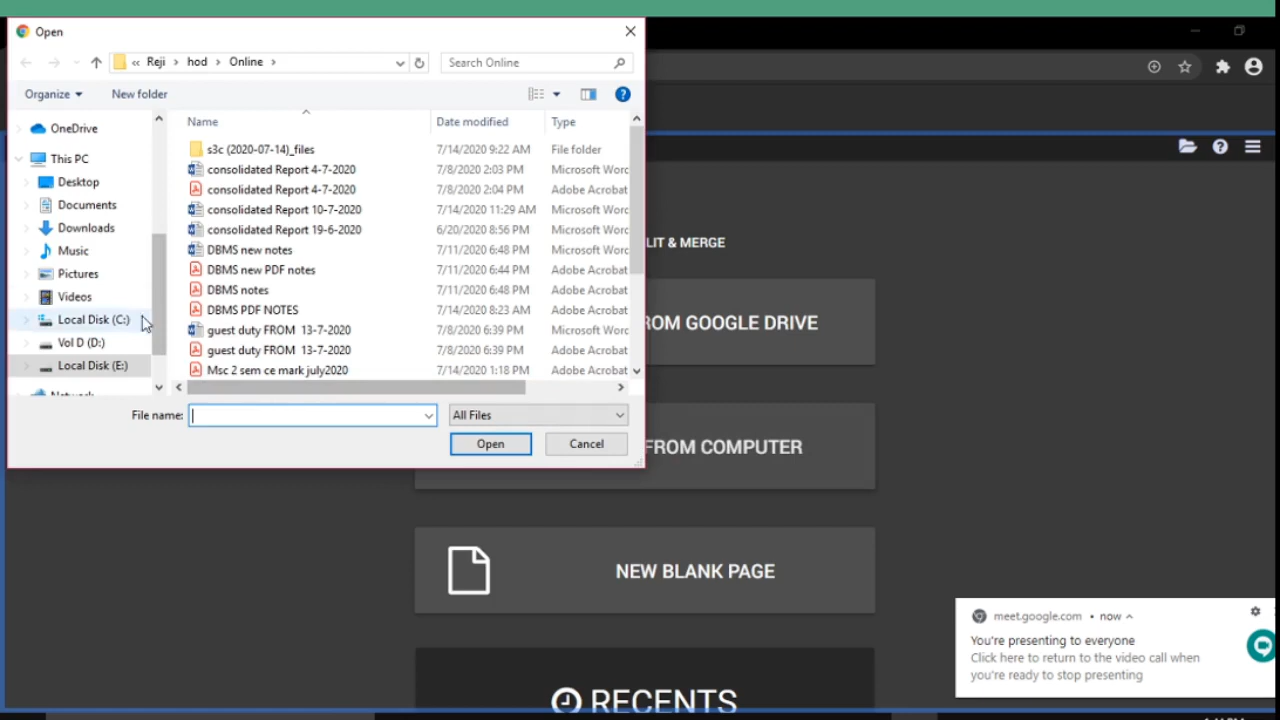 Open
« Reji > hod > Online >
Search Online
Organize
New folder
Name
Date modified
Type
OneDrive
This PC
Desktop
Documents
Downloads
Music
Pictures
Videos
Local Disk (C:)
Vol D (D:)
Local Disk (E:)
Network
s3c (2020-07-14)_files 7/14/2020 9:22 AM File folder
consolidated Report 4-7-2020 7/8/2020 2:03 PM Microsoft Word
consolidated Report 4-7-2020 7/8/2020 2:04 PM Adobe Acrobat
consolidated Report 10-7-2020 7/14/2020 11:29 AM Microsoft Word
consolidated Report 19-6-2020 6/20/2020 8:56 PM Microsoft Word
DBMS new notes 7/11/2020 6:48 PM Microsoft Word
DBMS new PDF notes 7/11/2020 6:44 PM Adobe Acrobat
DBMS notes 7/11/2020 6:48 PM Adobe Acrobat
DBMS PDF NOTES 7/14/2020 8:23 AM Adobe Acrobat
guest duty FROM 13-7-2020 7/8/2020 6:39 PM Microsoft Word
guest duty FROM 13-7-2020 7/8/2020 6:39 PM Adobe Acrobat
Msc 2 sem ce mark july2020 7/14/2020 1:18 PM Adobe Acrobat
File name:
All Files
Open
Cancel
LIT & MERGE
ROM GOOGLE DRIVE
FROM COMPUTER
NEW BLANK PAGE
RECENTS
meet.google.com • now
You're presenting to everyone
Click here to return to the video call when
you're ready to stop presenting